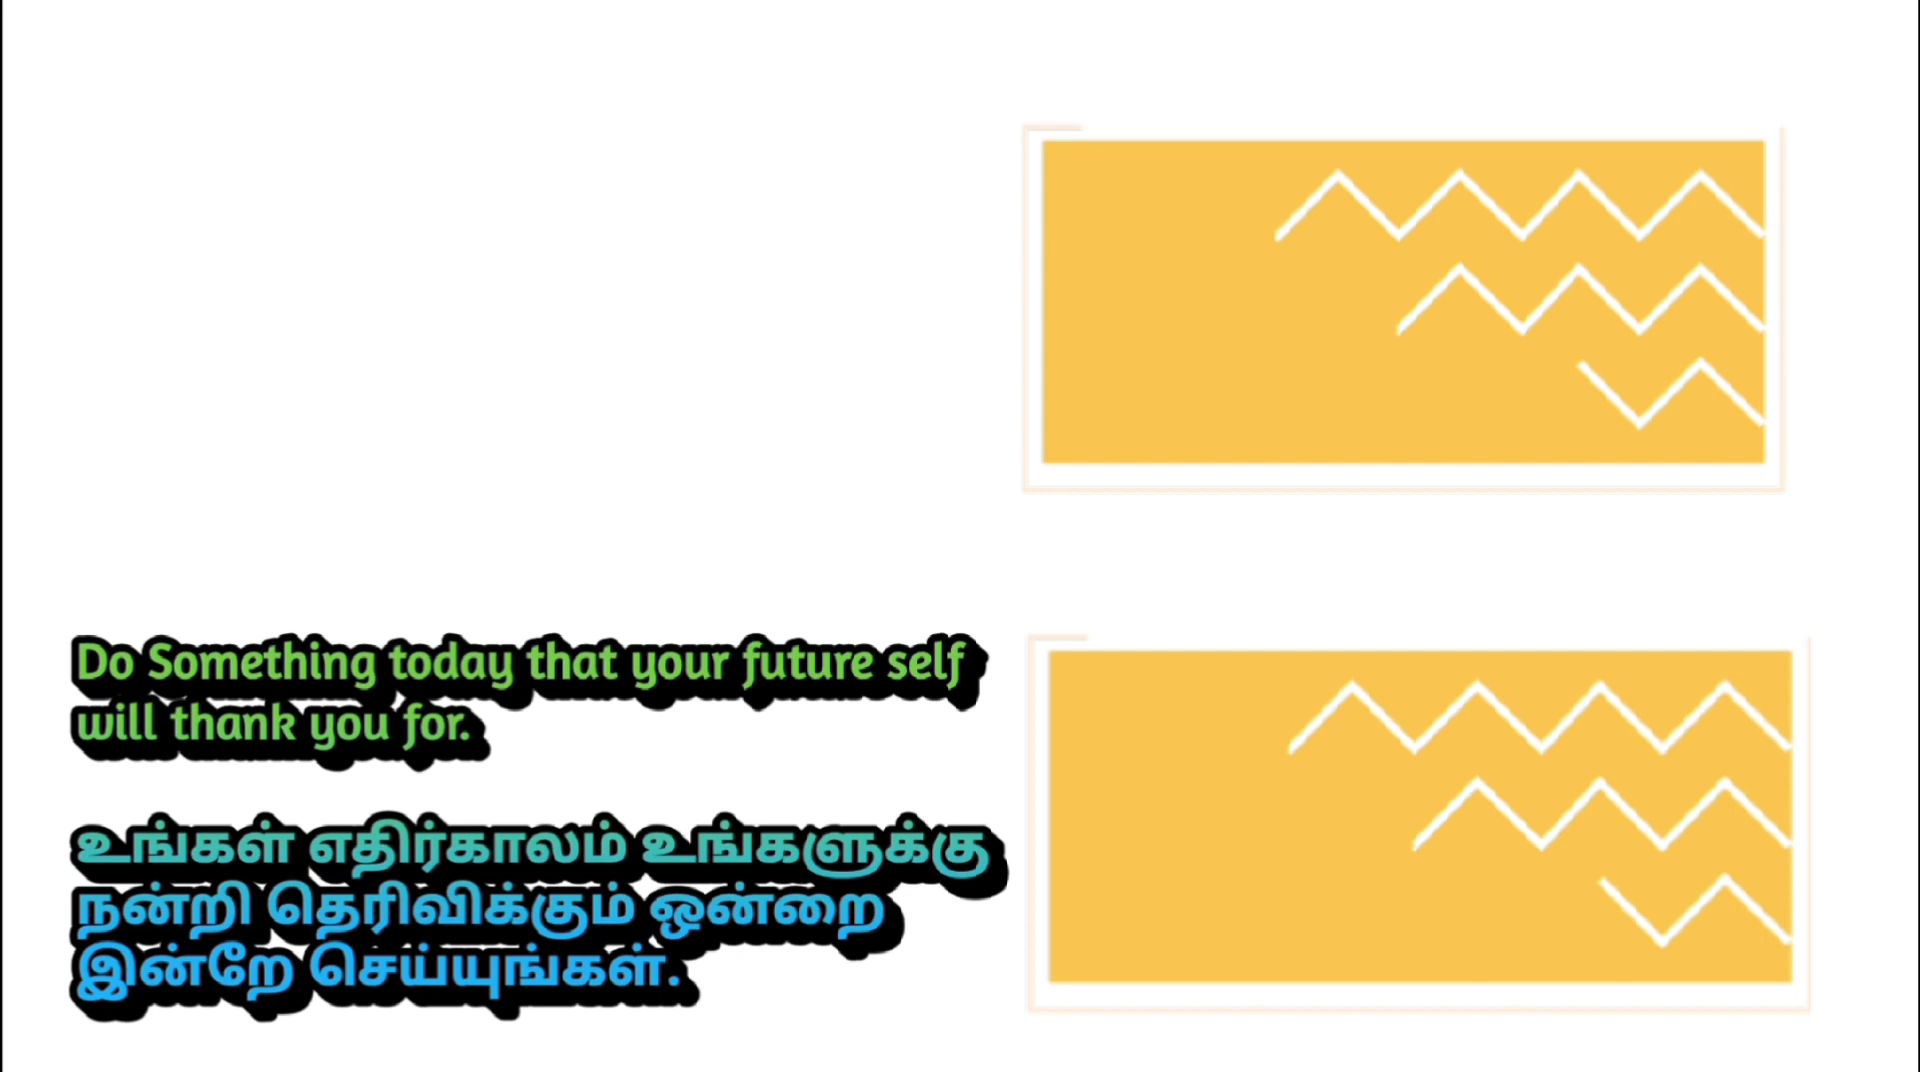 Do Something today that your future self
will thank you for.
உங்கள் எதிர்காலம் உங்களுக்கு
நன்றி தெரிவிக்கும் ஒன்றை
இன்றே செய்யுங்கள்.